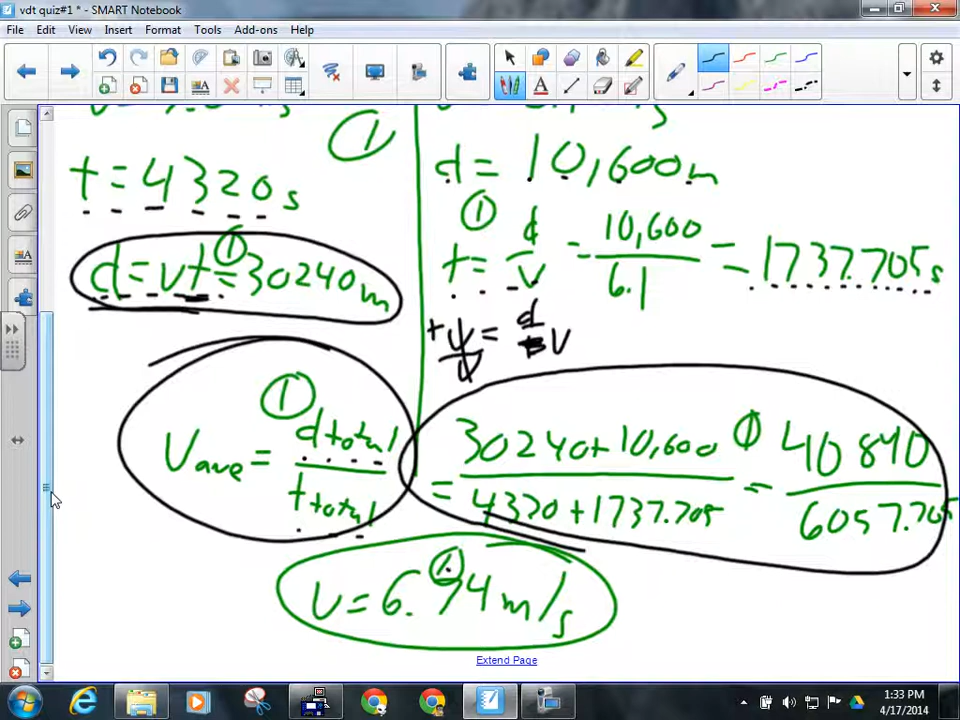 vdt quiz#1 * - SMART Notebook
File Edit View Insert Format Tools Add-ons Help
①
t = 4320 s
①
d = vt = 30240 m
d = 10,600 m
①
t = d/v = 10,600/6.1 = 1737.705 s
①
Vave = dtotal/ttotal
= 30240+10,600/4320+1737.705 ① = 40840/6057.705
①
v = 6.74 m/s
Extend Page
1:33 PM
4/17/2014